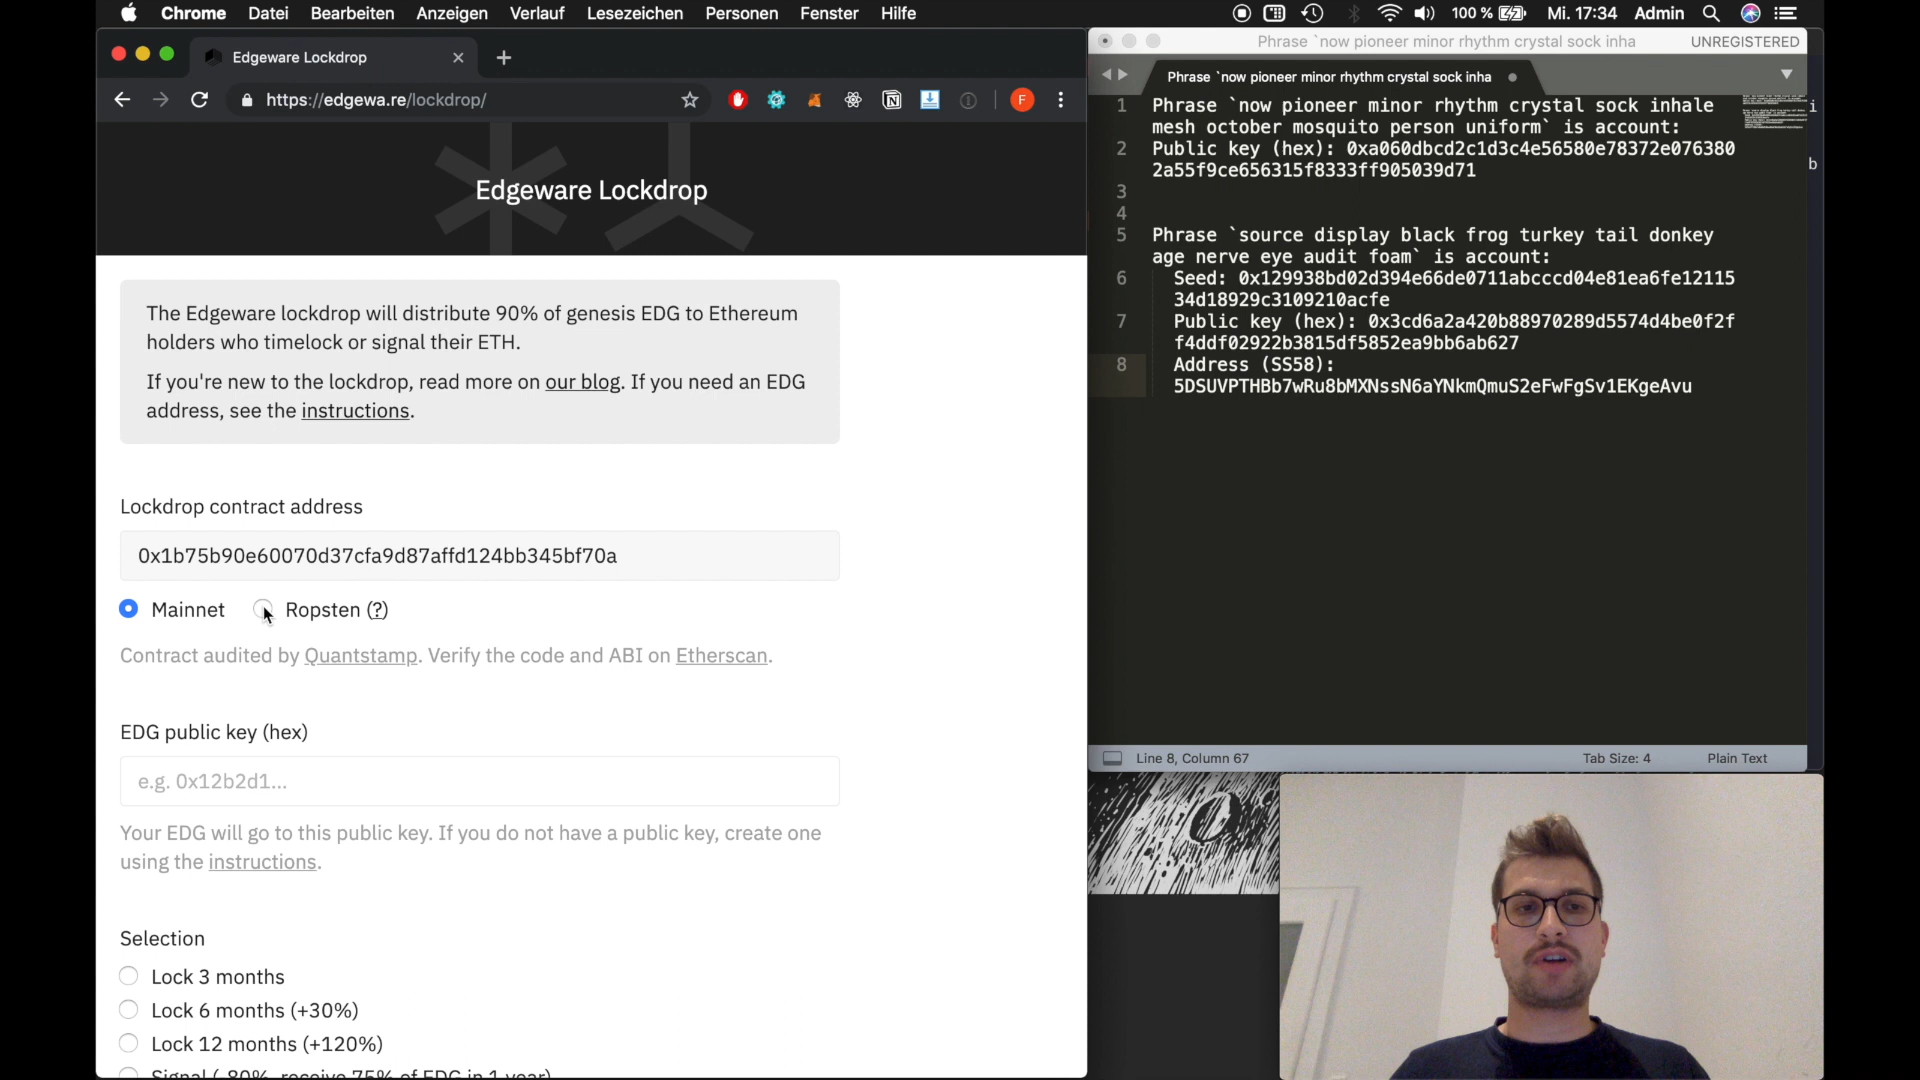 Chrome Datei Bearbeiten Anzeigen Verlauf Lesezeichen Personen Fenster Hilfe 100 % Mi. 17:34 Admin
Edgeware Lockdrop
https://edgewa.re/lockdrop/
F
Edgeware Lockdrop
The Edgeware lockdrop will distribute 90% of genesis EDG to Ethereum
holders who timelock or signal their ETH.
If you're new to the lockdrop, read more on our blog. If you need an EDG
address, see the instructions.
Lockdrop contract address
0x1b75b90e60070d37cfa9d87affd124bb345bf70a
Mainnet Ropsten (?)
Contract audited by Quantstamp. Verify the code and ABI on Etherscan.
EDG public key (hex)
e.g. 0x12b2d1...
Your EDG will go to this public key. If you do not have a public key, create one
using the instructions.
Selection
Lock 3 months
Lock 6 months (+30%)
Lock 12 months (+120%)
Signal (-80%, receive 75% of EDG in 1 year)
Phrase `now pioneer minor rhythm crystal sock inha UNREGISTERED
Phrase `now pioneer minor rhythm crystal sock inha
1 Phrase `now pioneer minor rhythm crystal sock inhale
mesh october mosquito person uniform` is account:
2 Public key (hex): 0xa060dbcd2c1d3c4e56580e78372e076380
2a55f9ce656315f8333ff905039d71
3
4
5 Phrase `source display black frog turkey tail donkey
age nerve eye audit foam` is account:
6 Seed: 0x129938bd02d394e66de0711abcccd04e81ea6fe12115
34d18929c3109210acfe
7 Public key (hex): 0x3cd6a2a420b88970289d5574d4be0f2f
f4ddf02922b3815df5852ea9bb6ab627
8 Address (SS58):
5DSUVPTHBb7wRu8bMXNssN6aYNkmQmuS2eFwFgSv1EKgeAvu
i
b
Line 8, Column 67 Tab Size: 4 Plain Text